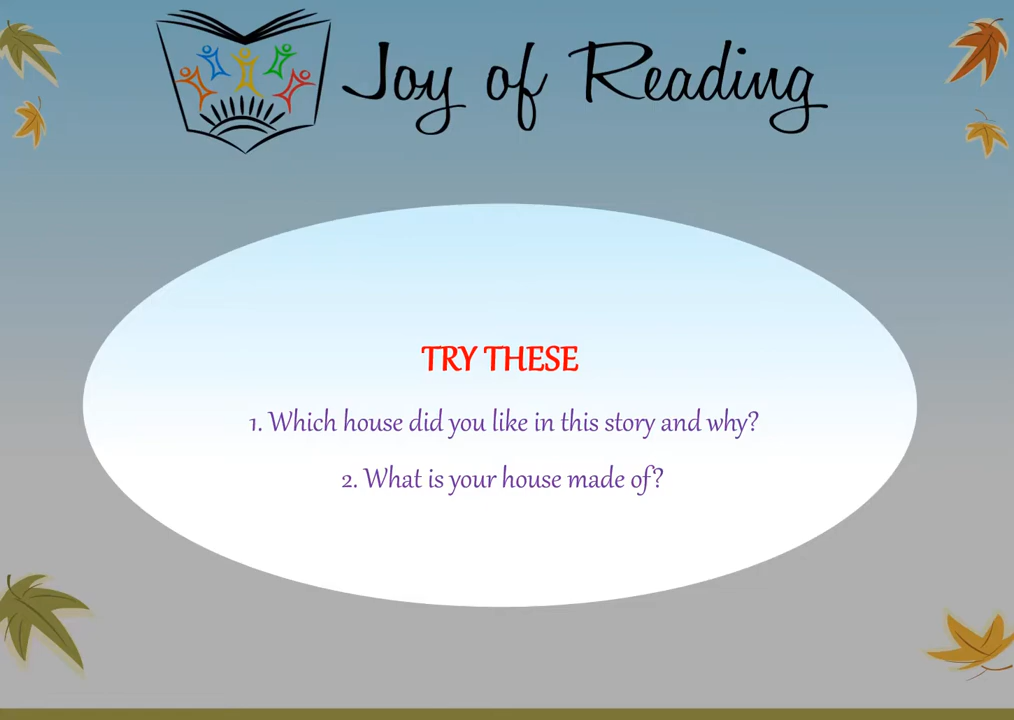 Joy of Reading
TRY THESE
1. Which house did you like in this story and why?
2. What is your house made of?